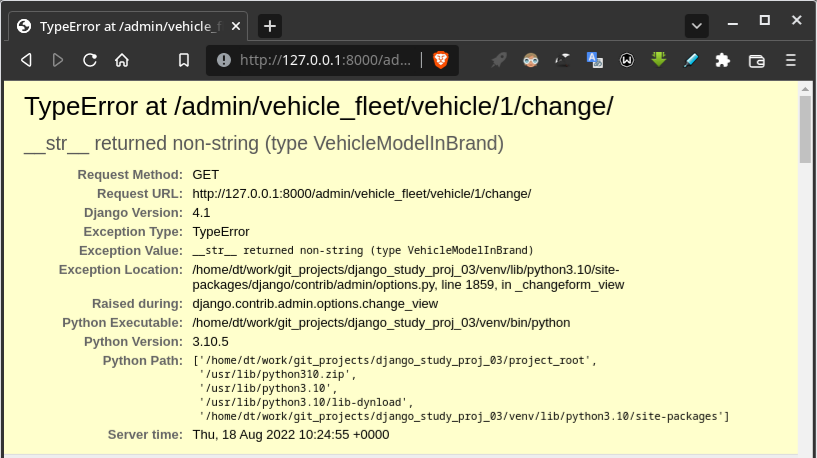 TypeError at /admin/vehicle_f
http://127.0.0.1:8000/ad...
TypeError at /admin/vehicle_fleet/vehicle/1/change/
__str__ returned non-string (type VehicleModelInBrand)
Request Method: GET
Request URL: http://127.0.0.1:8000/admin/vehicle_fleet/vehicle/1/change/
Django Version: 4.1
Exception Type: TypeError
Exception Value: __str__ returned non-string (type VehicleModelInBrand)
Exception Location: /home/dt/work/git_projects/django_study_proj_03/venv/lib/python3.10/site-
packages/django/contrib/admin/options.py, line 1859, in _changeform_view
Raised during: django.contrib.admin.options.change_view
Python Executable: /home/dt/work/git_projects/django_study_proj_03/venv/bin/python
Python Version: 3.10.5
Python Path: ['/home/dt/work/git_projects/django_study_proj_03/project_root',
'/usr/lib/python310.zip',
'/usr/lib/python3.10',
'/usr/lib/python3.10/lib-dynload',
'/home/dt/work/git_projects/django_study_proj_03/venv/lib/python3.10/site-packages']
Server time: Thu, 18 Aug 2022 10:24:55 +0000